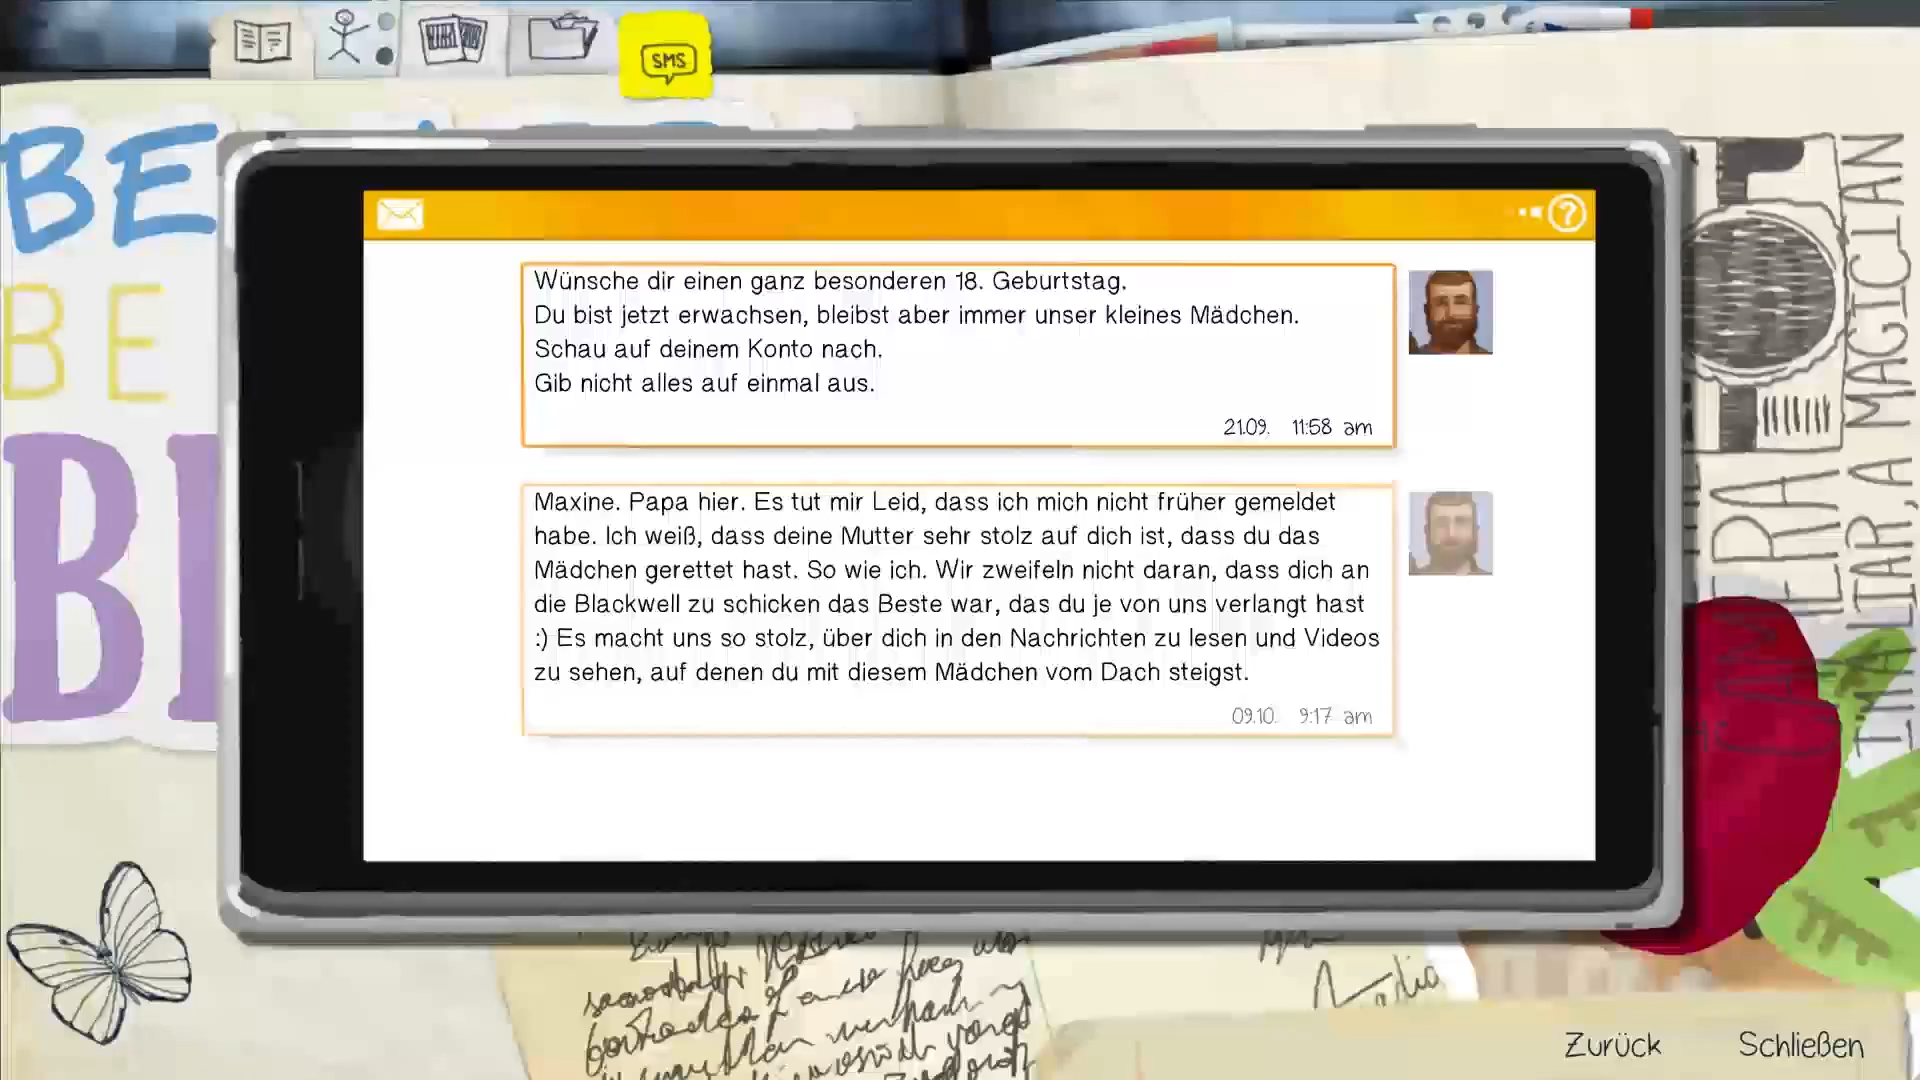 SMS
BE
BE
BE
Wünsche dir einen ganz besonderen 18. Geburtstag.
Du bist jetzt erwachsen, bleibst aber immer unser kleines Mädchen.
Schau auf deinem Konto nach.
Gib nicht alles auf einmal aus.
21.09. 11:58 am
Maxine. Papa hier. Es tut mir Leid, dass ich mich nicht früher gemeldet
habe. Ich weiß, dass deine Mutter sehr stolz auf dich ist, dass du das
Mädchen gerettet hast. So wie ich. Wir zweifeln nicht daran, dass dich an
die Blackwell zu schicken das Beste war, das du je von uns verlangt hast
:) Es macht uns so stolz, über dich in den Nachrichten zu lesen und Videos
zu sehen, auf denen du mit diesem Mädchen vom Dach steigst.
09.10. 9:17 am
LIAR, A MAGICIAN
Zurück
Schließen